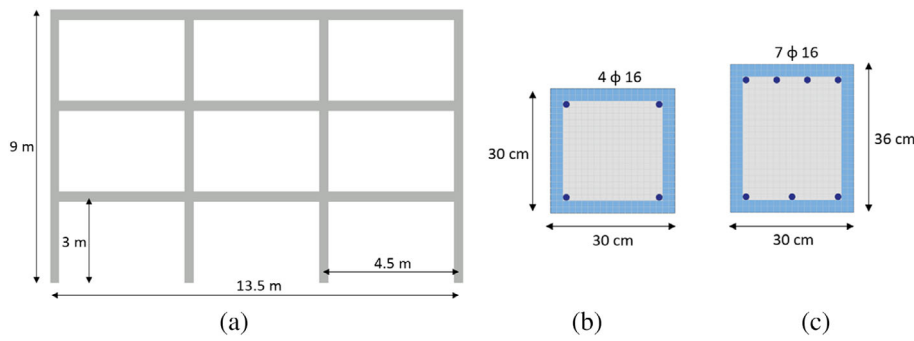 9 m
3 m
4.5 m
13.5 m
(a)
4 ϕ 16
30 cm
30 cm
(b)
7 ϕ 16
36 cm
30 cm
(c)